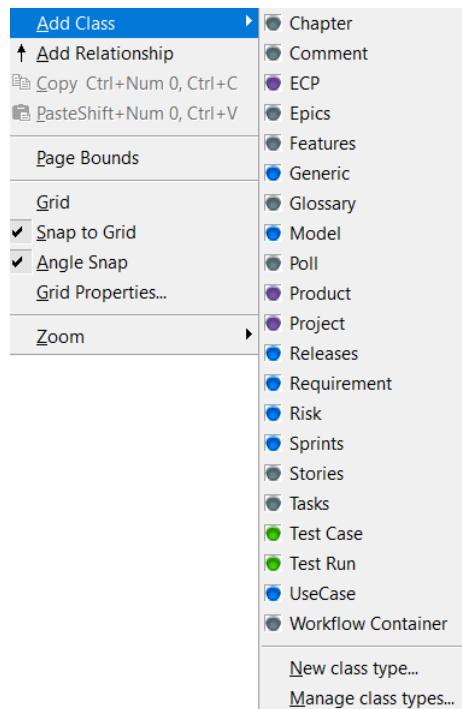 Add Class
Add Relationship
Copy Ctrl+Num 0, Ctrl+C
PasteShift+Num 0, Ctrl+V
Page Bounds
Grid
Snap to Grid
Angle Snap
Grid Properties...
Zoom
Chapter
Comment
ECP
Epics
Features
Generic
Glossary
Model
Poll
Product
Project
Releases
Requirement
Risk
Sprints
Stories
Tasks
Test Case
Test Run
UseCase
Workflow Container
New class type...
Manage class types...